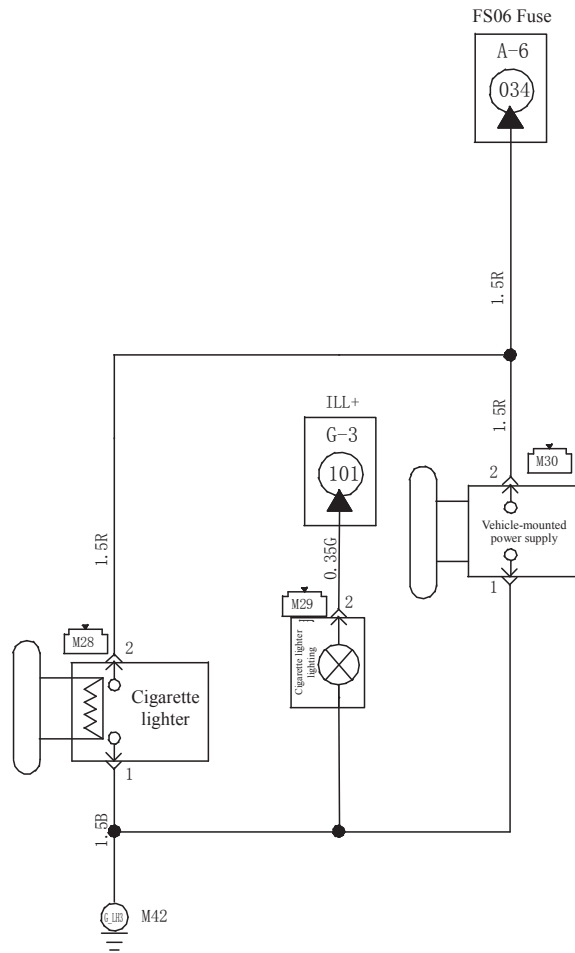 FS06 Fuse
A-6
034
1.5R
1.5R
ILL+
G-3
101
M30
2
Vehicle-mounted
power supply
1
1.5R
0.35G
M29
2
Cigarette lighter
lighting
M28
2
Cigarette
lighter
1
1.5B
G_LH3
M42